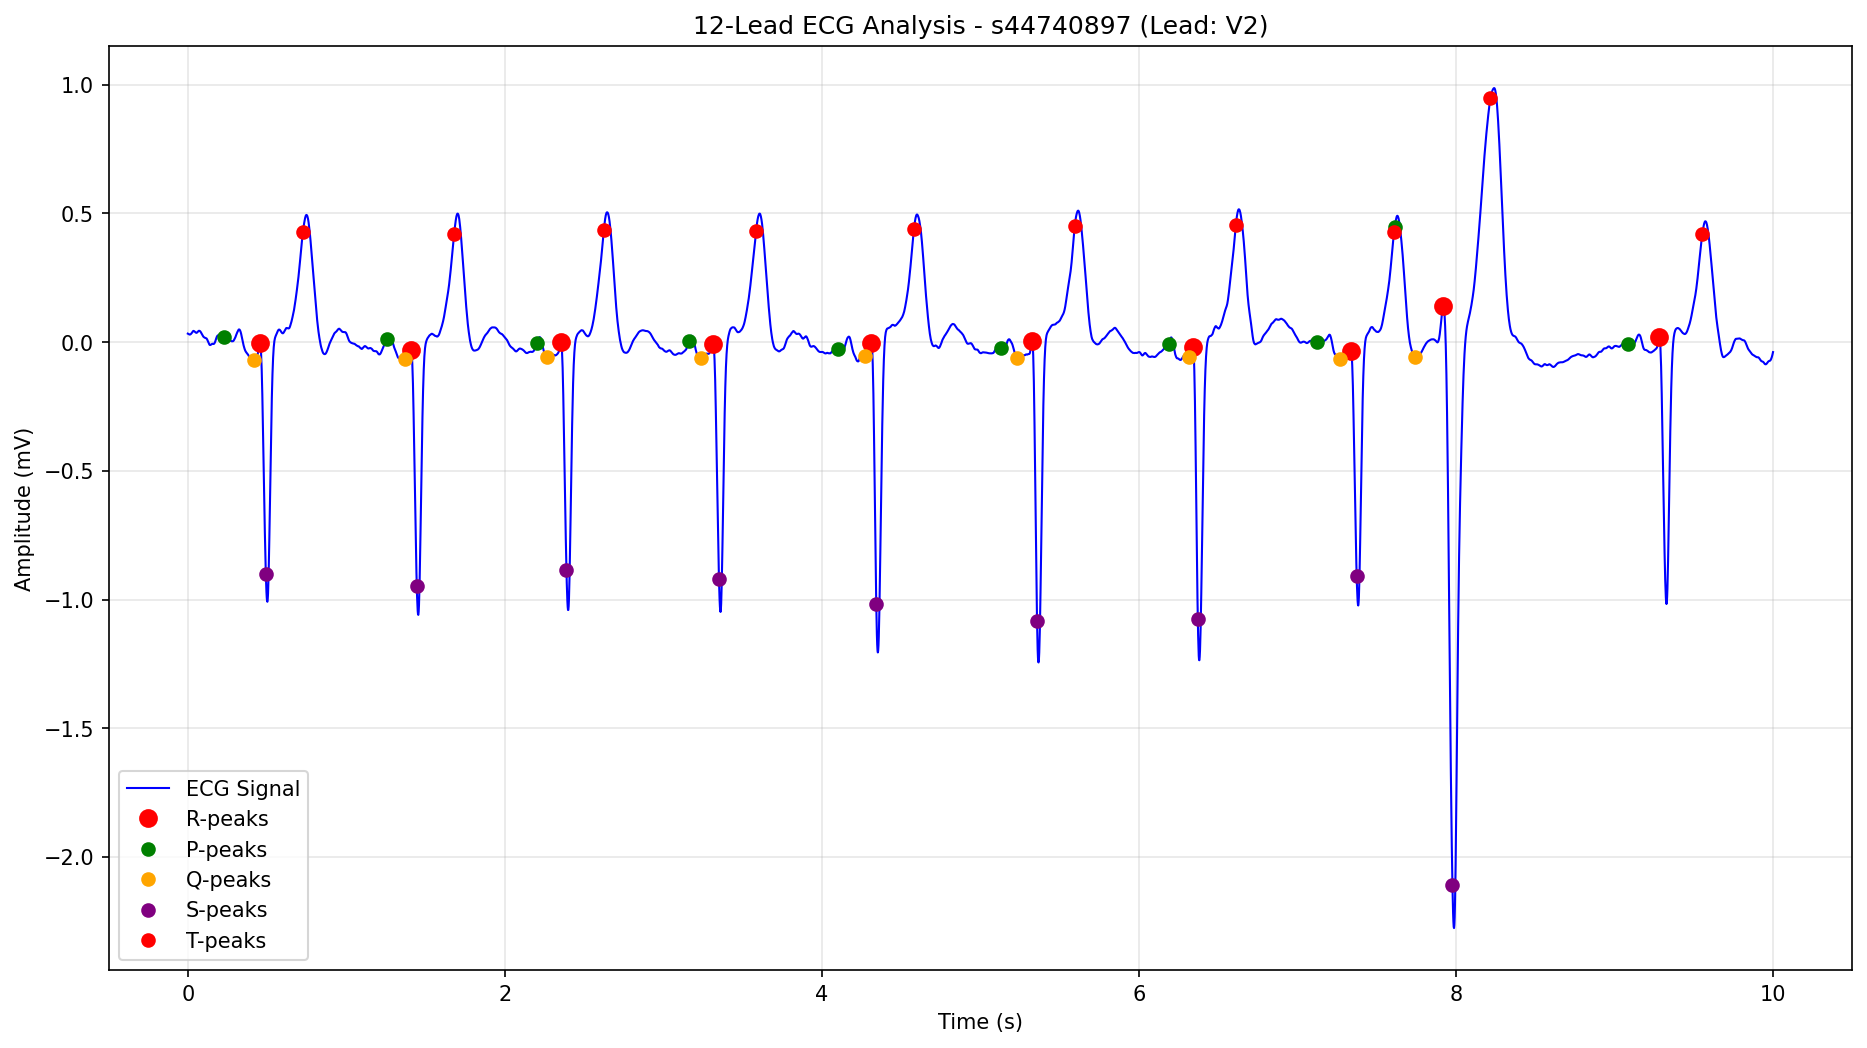 12-Lead ECG Analysis - s44740897 (Lead: V2)
1.0
0.5
0.0
−0.5
−1.0
−1.5
−2.0
Amplitude (mV)
ECG Signal
R-peaks
P-peaks
Q-peaks
S-peaks
T-peaks
0 2 4 6 8 10
Time (s)